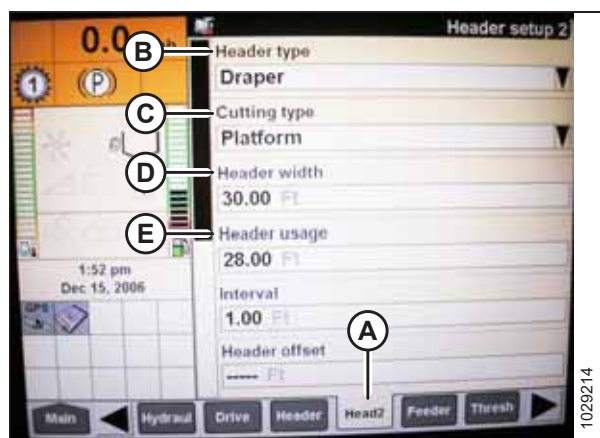 0.0
Header setup 2
B
Header type
Draper
1
(P)
C
Cutting type
Platform
D
Header width
30.00 Ft
E
Header usage
28.00 Ft
1:52 pm
Dec 15, 2006
Interval
1.00 Ft
GPS
A
Header offset
----- Ft
Main
Hydraul
Drive
Header
Head2
Feeder
Thresh
1029214